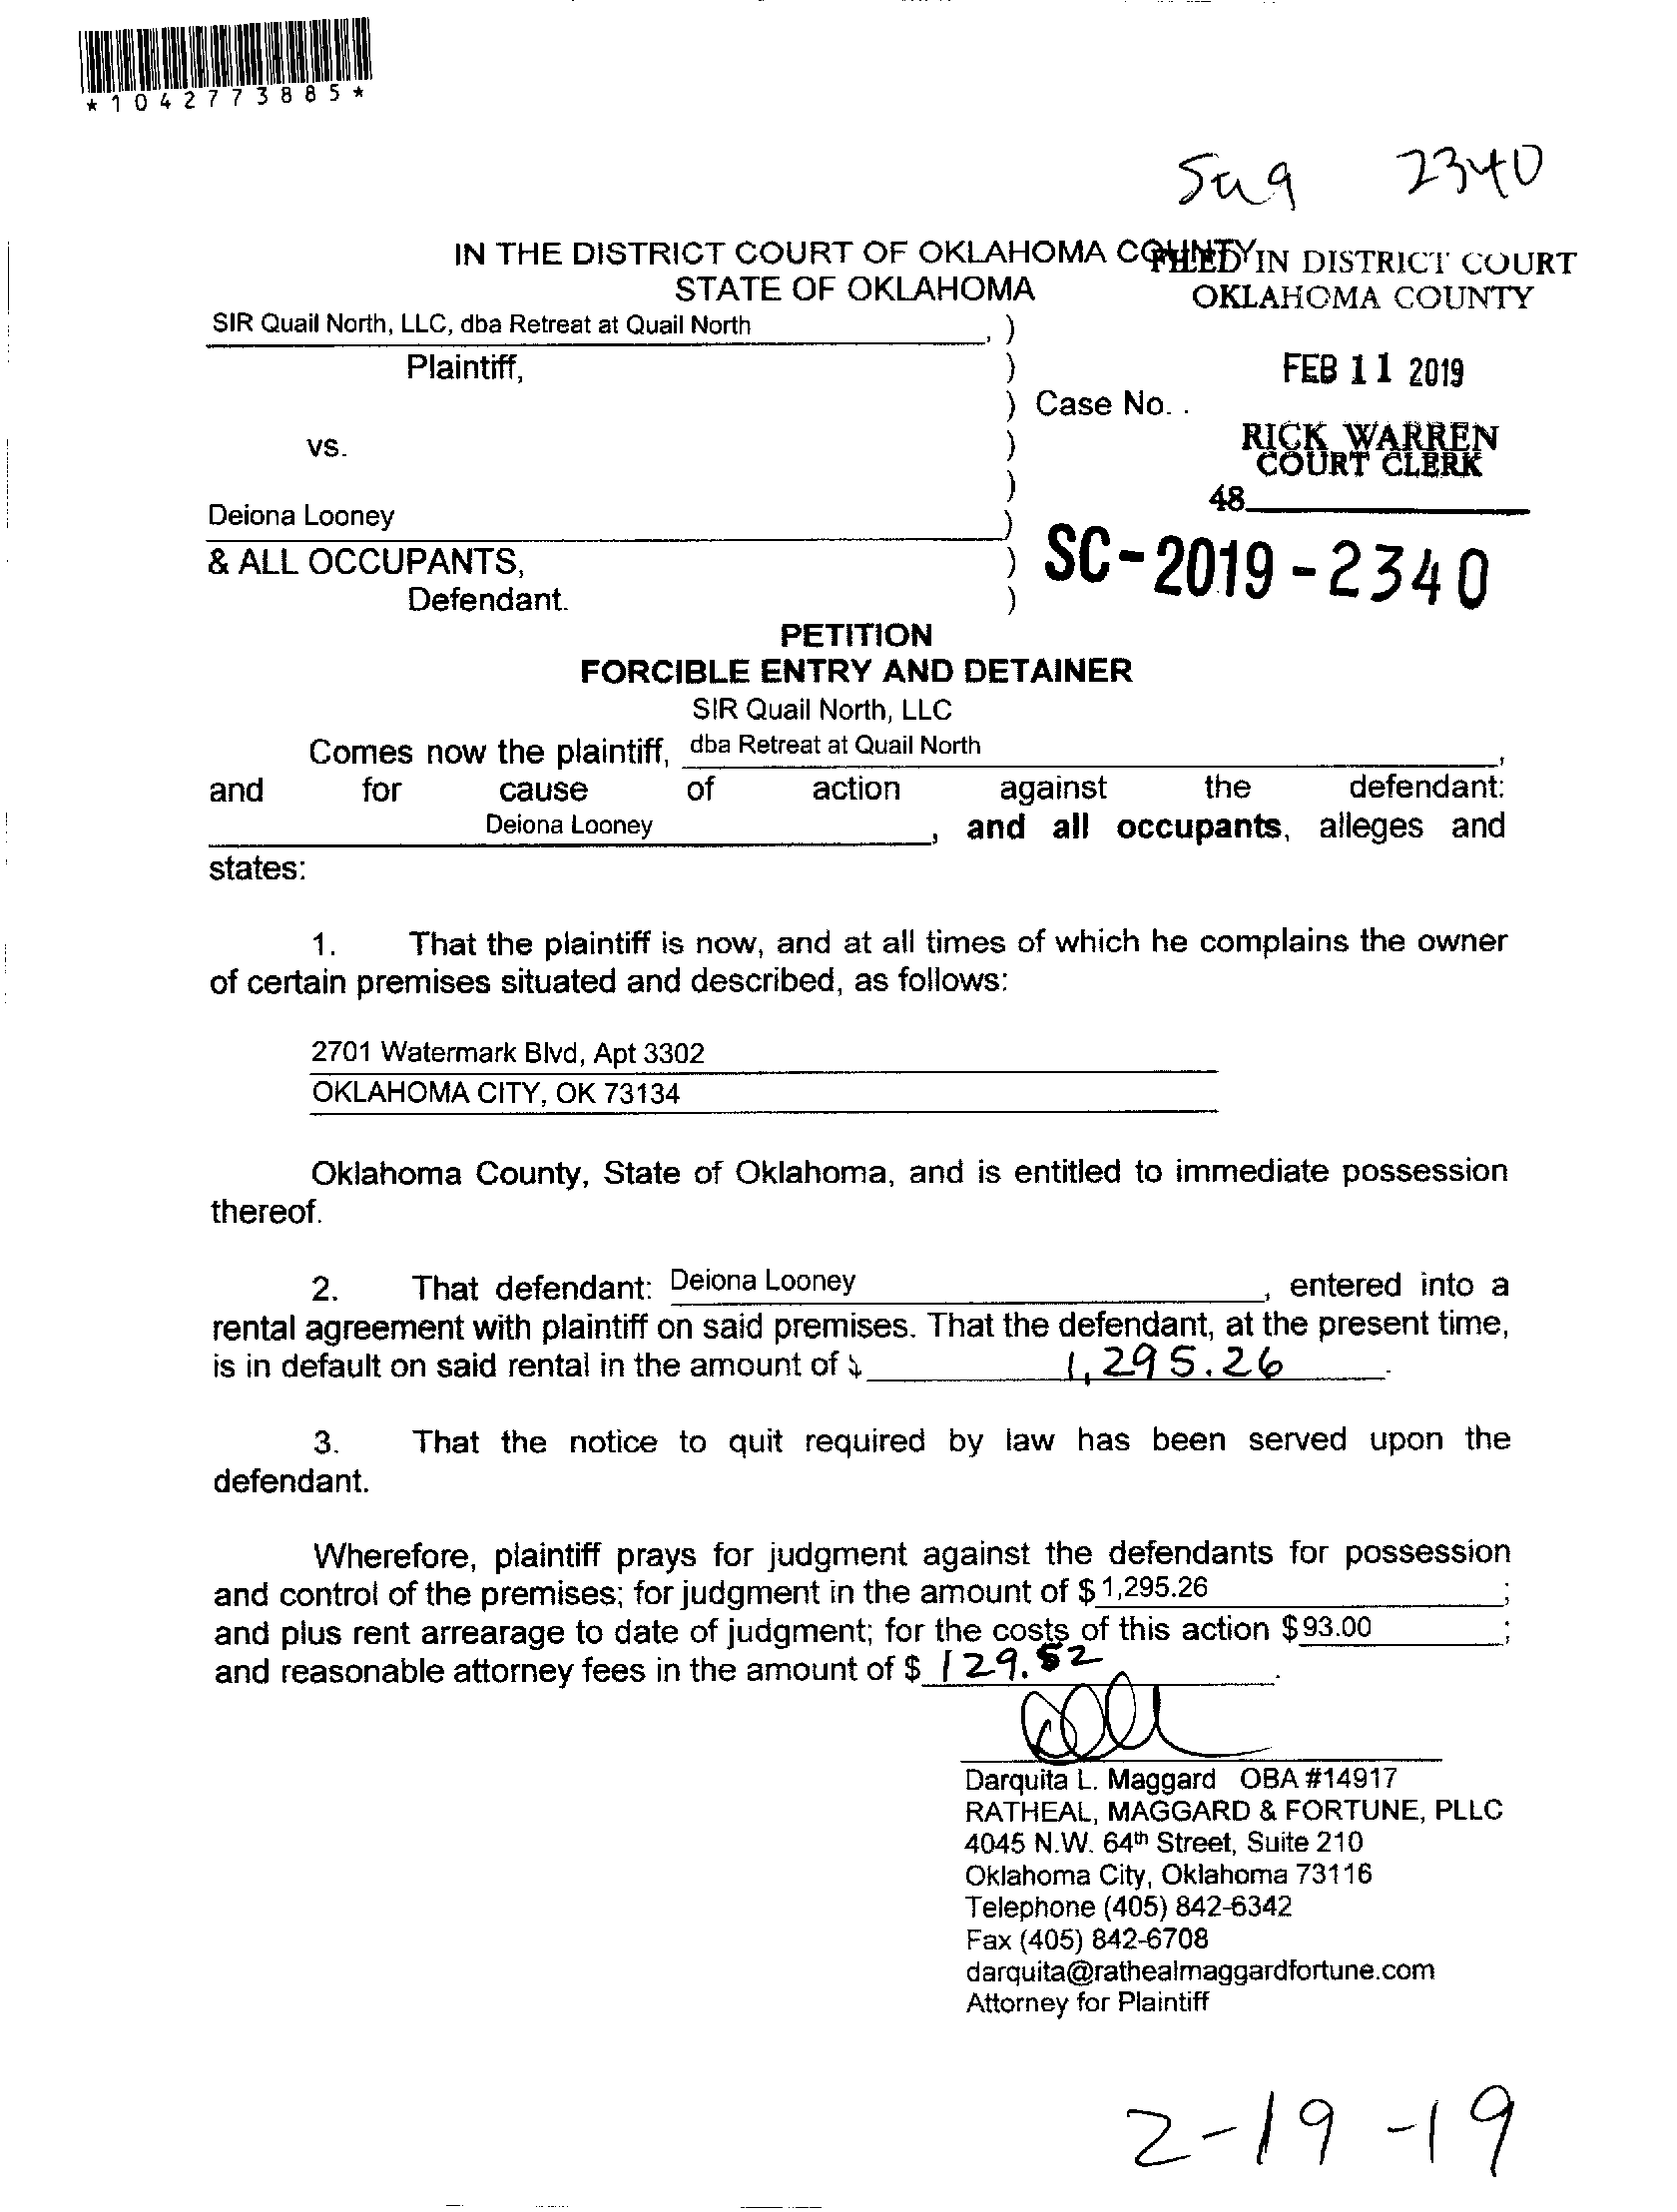 *1042773885*
2340
IN THE DISTRICT COURT OF OKLAHOMA COUNTY
STATE OF OKLAHOMA
FILED IN DISTRICT COURT
OKLAHOMA COUNTY
SIR Quail North, LLC, dba Retreat at Quail North , )
Plaintiff, )
FEB 11 2019
) Case No. .
vs. )
RICK WARREN
COURT CLERK
)
48
Deiona Looney )
& ALL OCCUPANTS, ) SC-2019-2340
Defendant. )
PETITION
FORCIBLE ENTRY AND DETAINER
SIR Quail North, LLC
Comes now the plaintiff, dba Retreat at Quail North ,
and for cause of action against the defendant:
Deiona Looney , and all occupants, alleges and
states:
1. That the plaintiff is now, and at all times of which he complains the owner
of certain premises situated and described, as follows:
2701 Watermark Blvd, Apt 3302
OKLAHOMA CITY, OK 73134
Oklahoma County, State of Oklahoma, and is entitled to immediate possession
thereof.
2. That defendant: Deiona Looney , entered into a
rental agreement with plaintiff on said premises. That the defendant, at the present time,
is in default on said rental in the amount of $ 1,295.26 .
3. That the notice to quit required by law has been served upon the
defendant.
Wherefore, plaintiff prays for judgment against the defendants for possession
and control of the premises; for judgment in the amount of $ 1,295.26 ;
and plus rent arrearage to date of judgment; for the costs of this action $ 93.00 ;
and reasonable attorney fees in the amount of $ 129.52 .
Darquita L. Maggard OBA #14917
RATHEAL, MAGGARD & FORTUNE, PLLC
4045 N.W. 64th Street, Suite 210
Oklahoma City, Oklahoma 73116
Telephone (405) 842-6342
Fax (405) 842-6708
darquita@rathealmaggardfortune.com
Attorney for Plaintiff
2-19-19